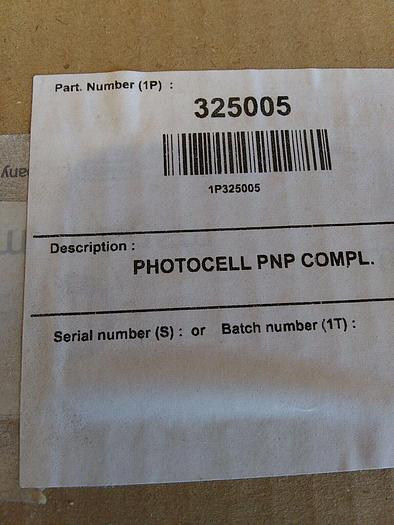 Part. Number (1P) :
325005
1P325005
Description :
PHOTOCELL PNP COMPL.
Serial number (S) : or Batch number (1T) :